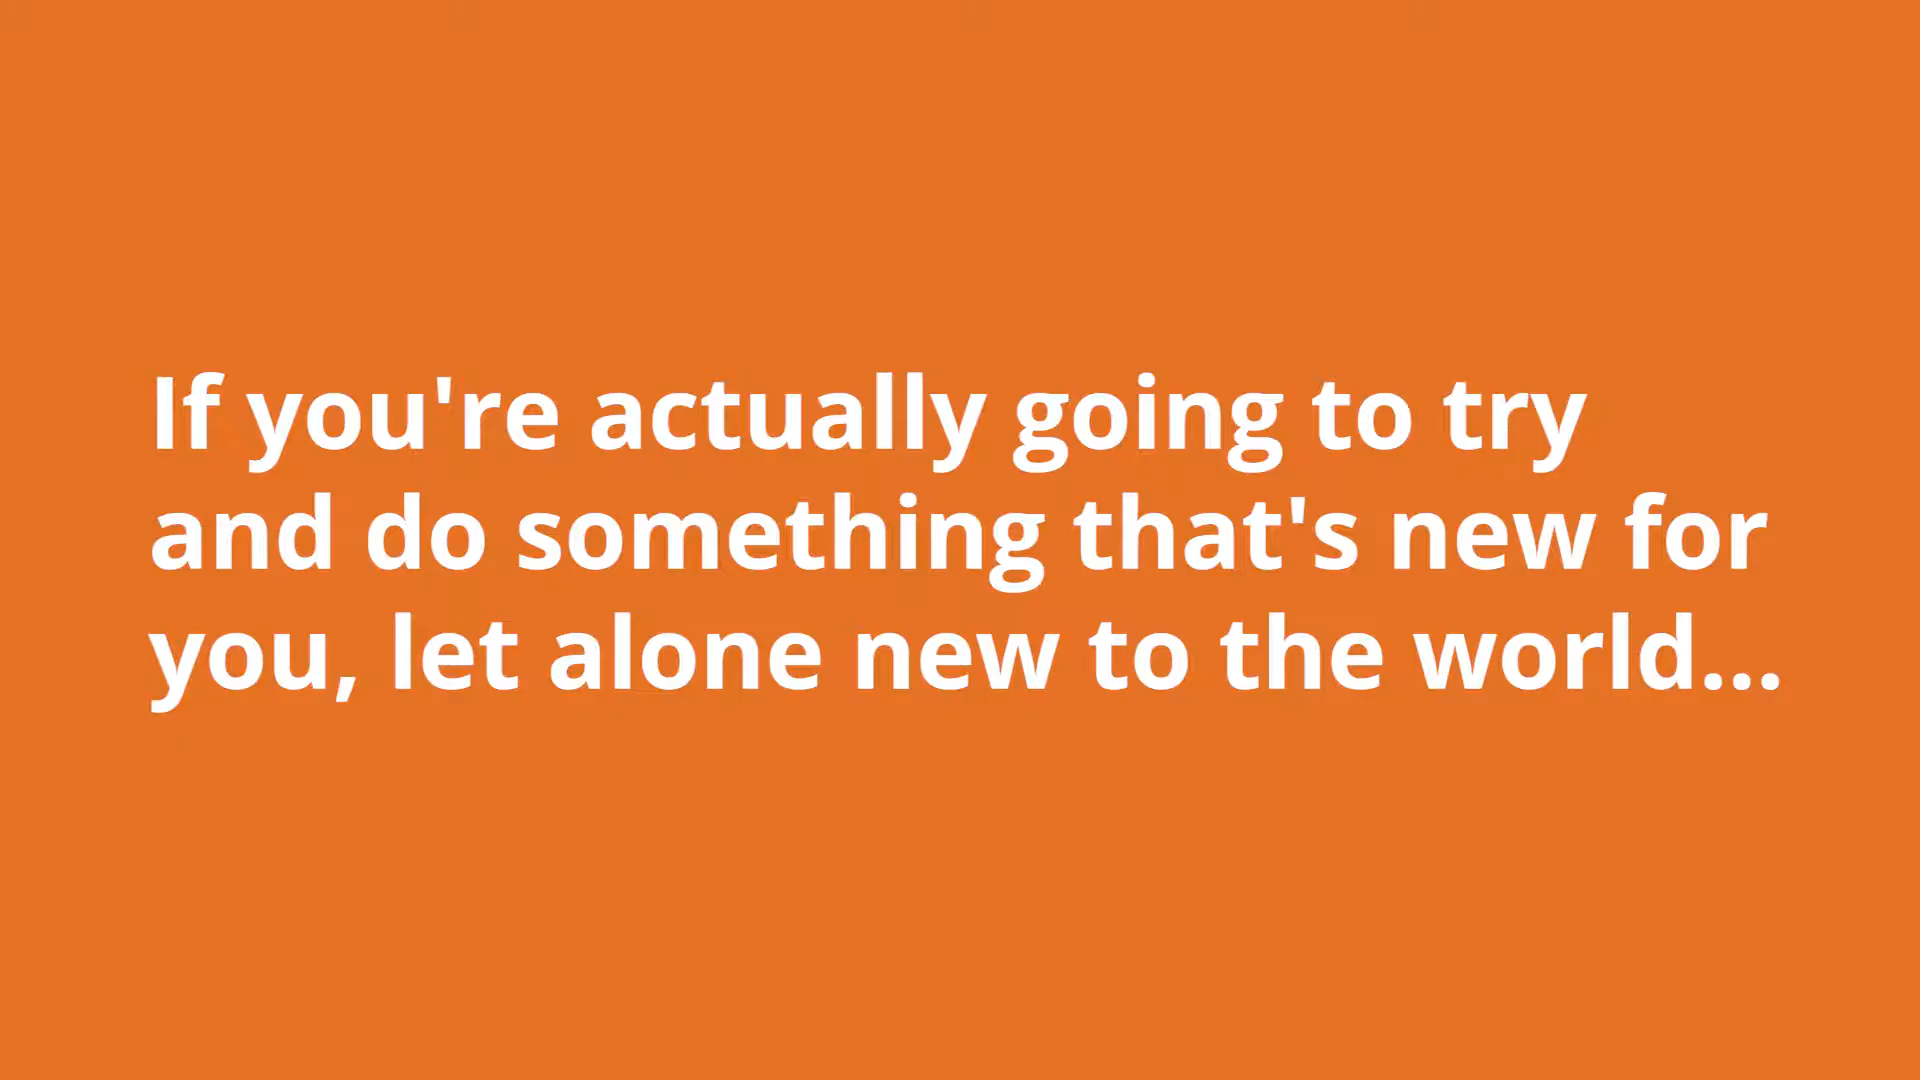 If you're actually going to try
and do something that's new for
you, let alone new to the world...